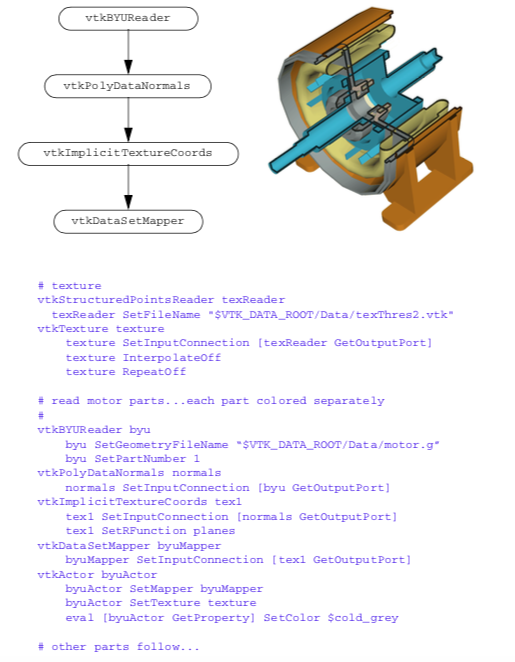 vtkBYUReader
vtkPolyDataNormals
vtkImplicitTextureCoords
vtkDataSetMapper
# texture
vtkStructuredPointsReader texReader
texReader SetFileName "$VTK_DATA_ROOT/Data/texThres2.vtk"
vtkTexture texture
texture SetInputConnection [texReader GetOutputPort]
texture InterpolateOff
texture RepeatOff
# read motor parts...each part colored separately
#
vtkBYUReader byu
byu SetGeometryFileName "$VTK_DATA_ROOT/Data/motor.g"
byu SetPartNumber 1
vtkPolyDataNormals normals
normals SetInputConnection [byu GetOutputPort]
vtkImplicitTextureCoords tex1
tex1 SetInputConnection [normals GetOutputPort]
tex1 SetRFunction planes
vtkDataSetMapper byuMapper
byuMapper SetInputConnection [tex1 GetOutputPort]
vtkActor byuActor
byuActor SetMapper byuMapper
byuActor SetTexture texture
eval [byuActor GetProperty] SetColor $cold_grey
# other parts follow...